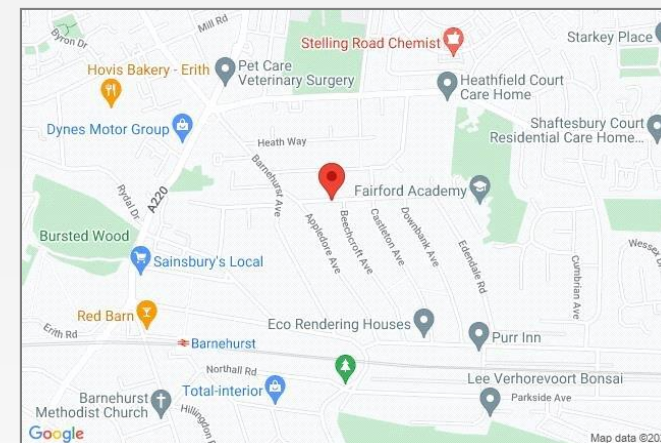 Byron Dr
Mill Rd
Stelling Road Chemist
Starkey Place
Hovis Bakery - Erith
Pet Care
Veterinary Surgery
Heathfield Court
Care Home
Dynes Motor Group
Shaftesbury Court
Residential Care Home...
Heath Way
Barnehurst Ave
Rydal Dr
A220
Fairford Academy
Bursted Wood
Appledore Ave
Beechcroft Ave
Castleton Ave
Downbank Ave
Edendale Rd
Cumbrian Ave
Sainsbury's Local
Red Barn
Erith Rd
Eco Rendering Houses
Purr Inn
Barnehurst
Northall Rd
Total-interior
Lee Verhorevoort Bonsai
Parkside Ave
Barnehurst
Methodist Church
Google